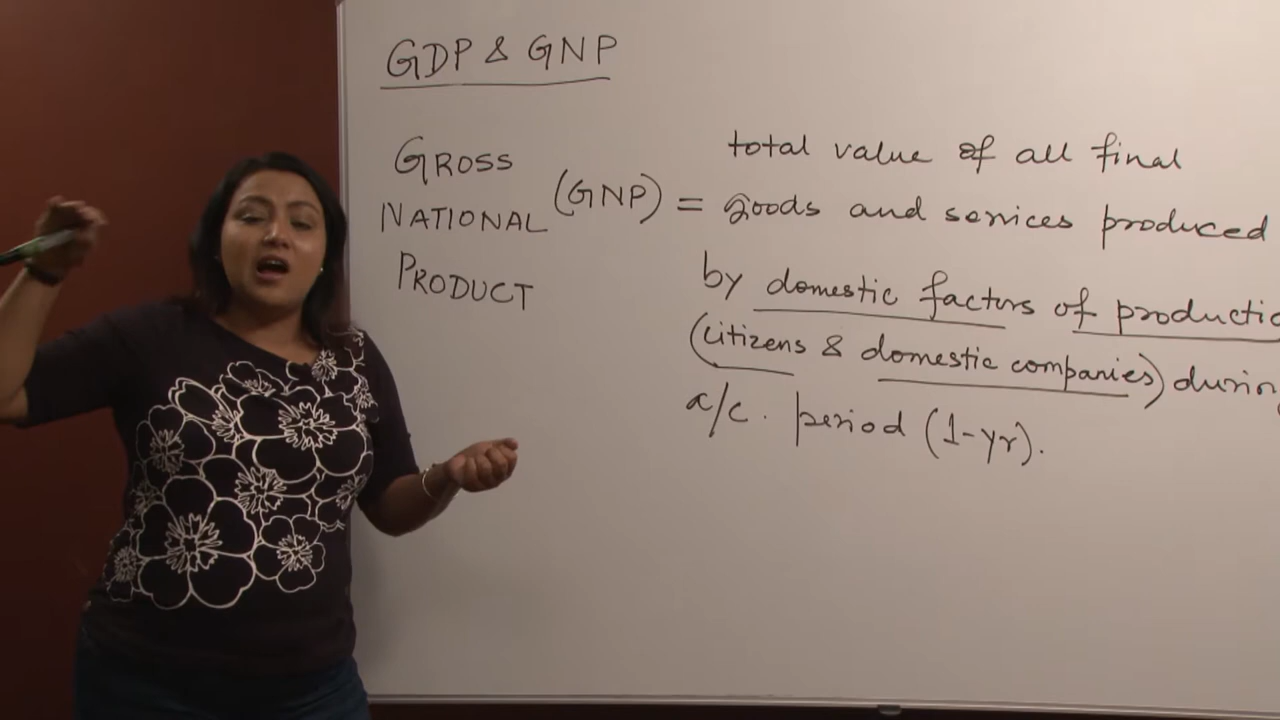 GDP & GNP
GROSS
NATIONAL
PRODUCT
(GNP) =
total value of all final
goods and services produced
by domestic factors of productio
(citizens & domestic companies) during
a/c. period (1-yr).